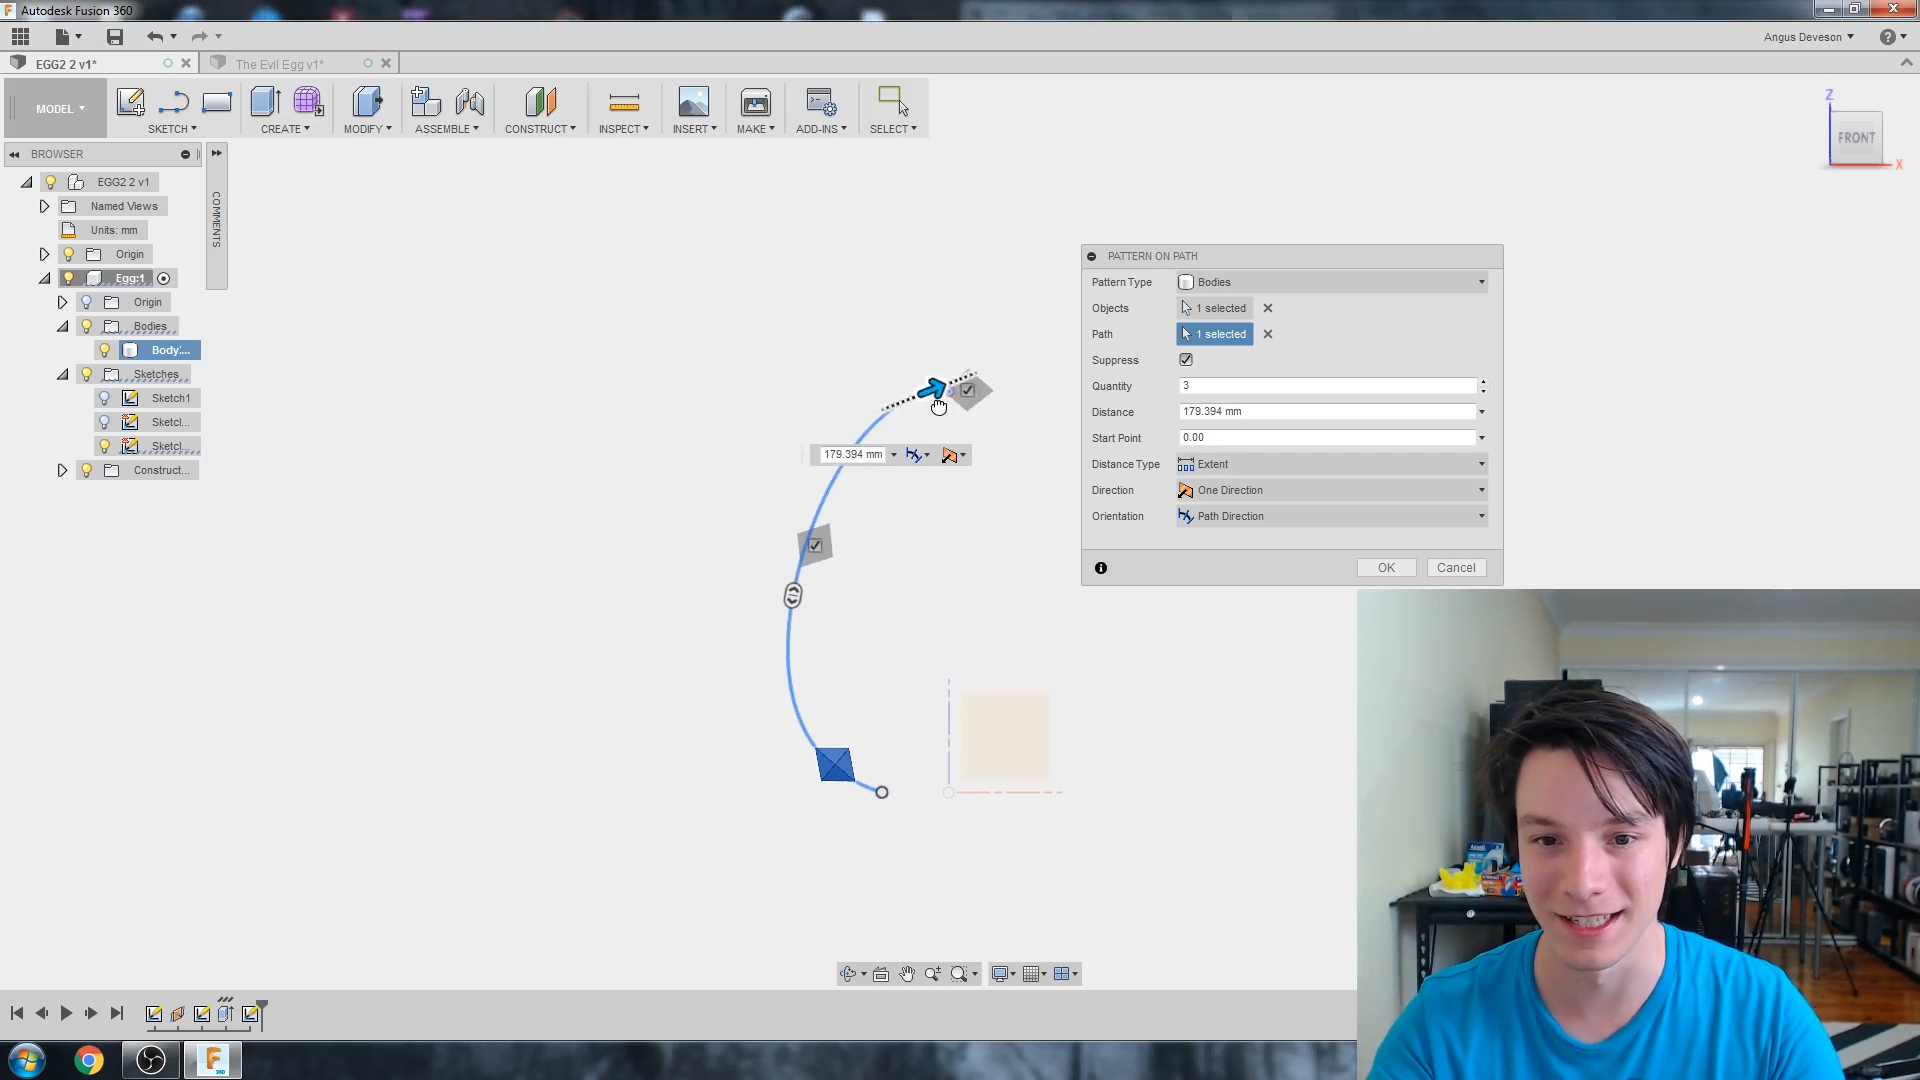 Autodesk Fusion 360
Angus Deveson
EGG2 2 v1*
The Evil Egg v1*
MODEL
SKETCH
CREATE
MODIFY
ASSEMBLE
CONSTRUCT
INSPECT
INSERT
MAKE
ADD-INS
SELECT
Z
FRONT
X
BROWSER
COMMENTS
EGG2 2 v1
Named Views
Units: mm
Origin
Egg:1
Origin
Bodies
Body:...
Sketches
Sketch1
Sketcl...
Sketcl...
Construct...
179.394 mm
PATTERN ON PATH
Pattern Type Bodies
Objects 1 selected
Path 1 selected
Suppress
Quantity 3
Distance 179.394 mm
Start Point 0.00
Distance Type Extent
Direction One Direction
Orientation Path Direction
OK Cancel